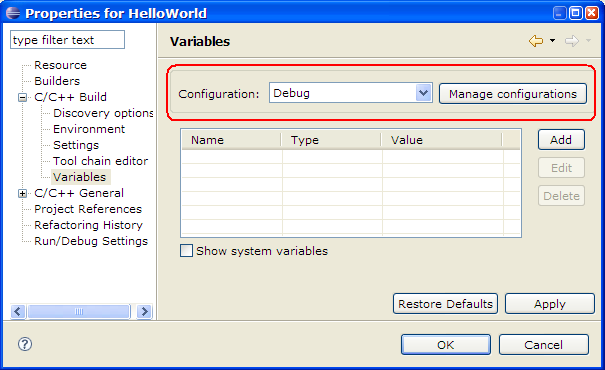 Properties for HelloWorld
type filter text
Resource
Builders
C/C++ Build
Discovery options
Environment
Settings
Tool chain editor
Variables
C/C++ General
Project References
Refactoring History
Run/Debug Settings
Variables
Configuration: Debug Manage configurations
Name Type Value
Add
Edit
Delete
Show system variables
Restore Defaults Apply
? OK Cancel